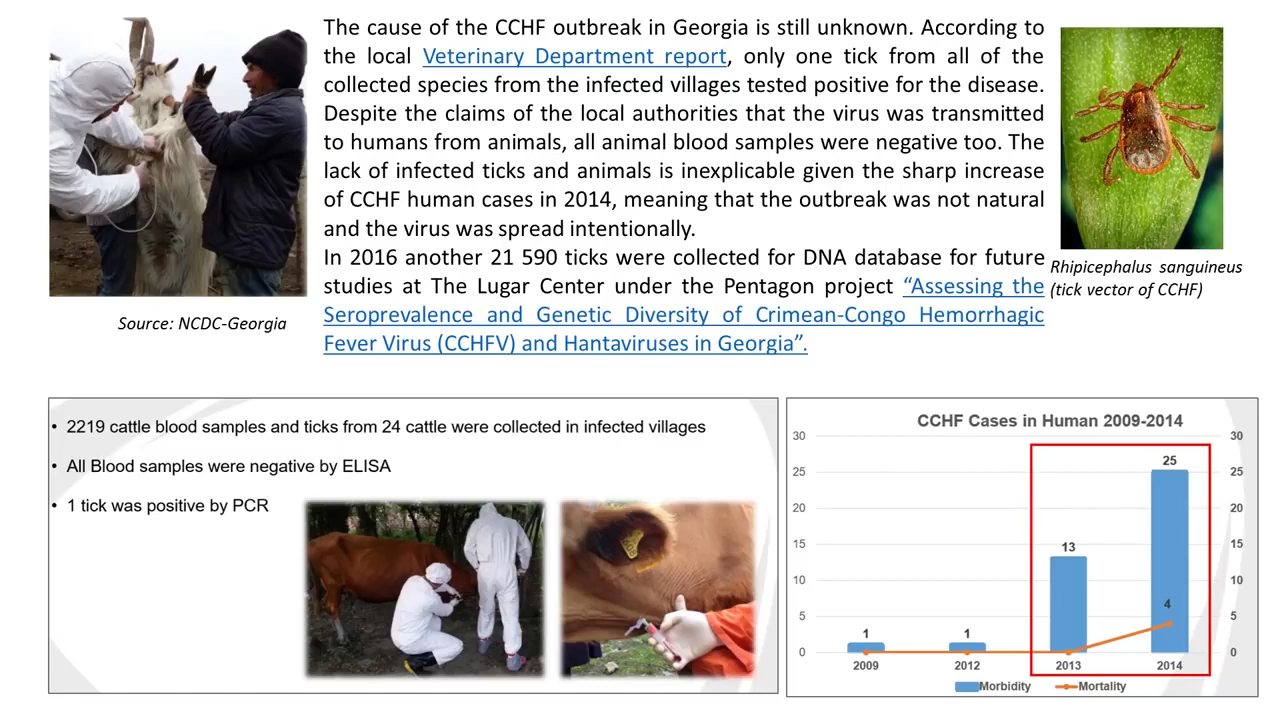 The cause of the CCHF outbreak in Georgia is still unknown. According to
the local Veterinary Department report, only one tick from all of the
collected species from the infected villages tested positive for the disease.
Despite the claims of the local authorities that the virus was transmitted
to humans from animals, all animal blood samples were negative too. The
lack of infected ticks and animals is inexplicable given the sharp increase
of CCHF human cases in 2014, meaning that the outbreak was not natural
and the virus was spread intentionally.
In 2016 another 21 590 ticks were collected for DNA database for future
studies at The Lugar Center under the Pentagon project “Assessing the
Seroprevalence and Genetic Diversity of Crimean-Congo Hemorrhagic
Fever Virus (CCHFV) and Hantaviruses in Georgia”.
Rhipicephalus sanguineus
(tick vector of CCHF)
Source: NCDC-Georgia
• 2219 cattle blood samples and ticks from 24 cattle were collected in infected villages
• All Blood samples were negative by ELISA
• 1 tick was positive by PCR
CCHF Cases in Human 2009-2014
30 30
25 25 25
20 20
15 13 15
10 10
5 4 5
1 1
0 0
2009 2012 2013 2014
Morbidity Mortality